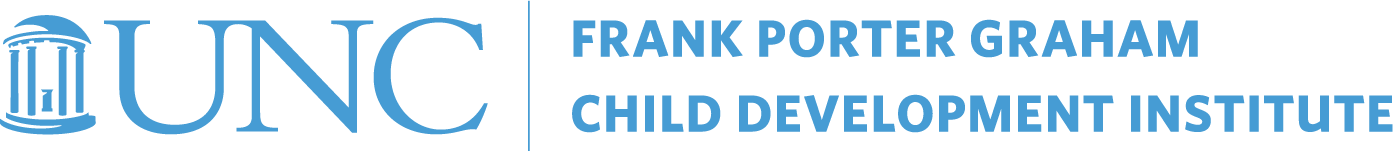 UNC
FRANK PORTER GRAHAM
CHILD DEVELOPMENT INSTITUTE